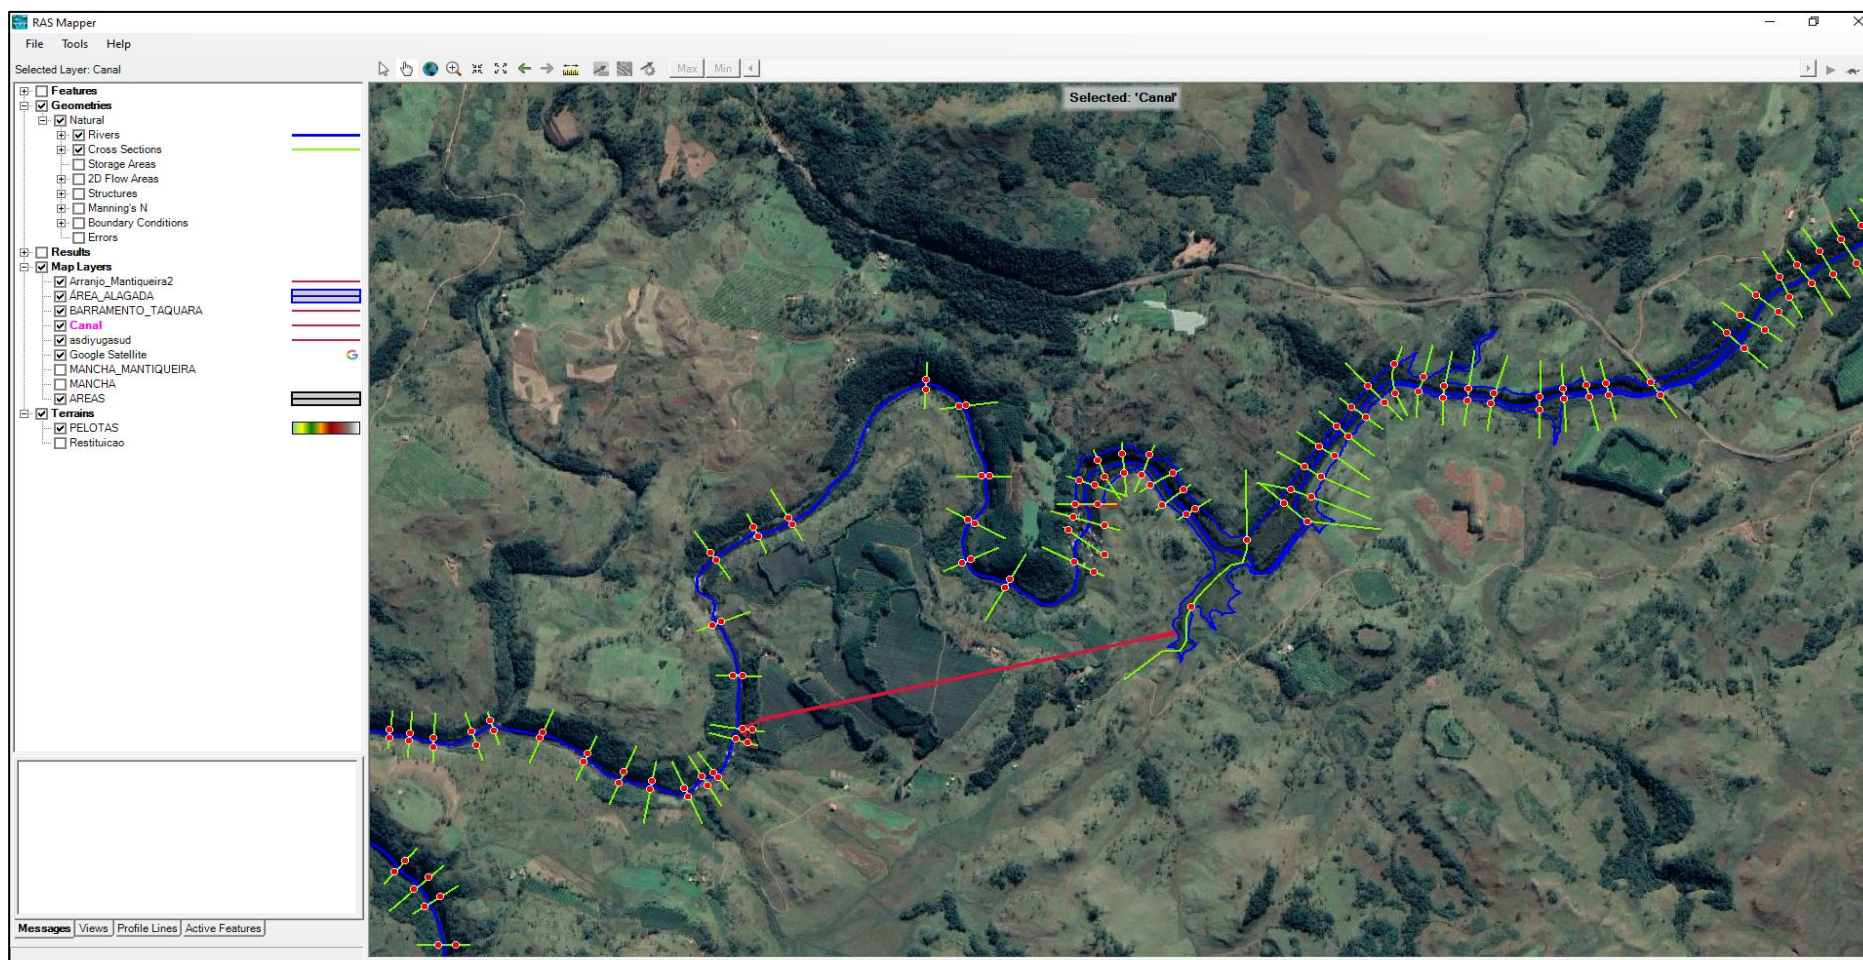 RAS Mapper
File Tools Help
Selected Layer: Canal
Max Min
Selected: 'Canal'
Features
Geometries
Natural
Rivers
Cross Sections
Storage Areas
2D Flow Areas
Structures
Manning's N
Boundary Conditions
Errors
Results
Map Layers
Arranjo_Mantiqueira2
ÁREA_ALAGADA
BARRAMENTO_TAQUARA
Canal
asdiyugasud
Google Satellite
MANCHA_MANTIQUEIRA
MANCHA
AREAS
Terrains
PELOTAS
Restituicao
Messages Views Profile Lines Active Features